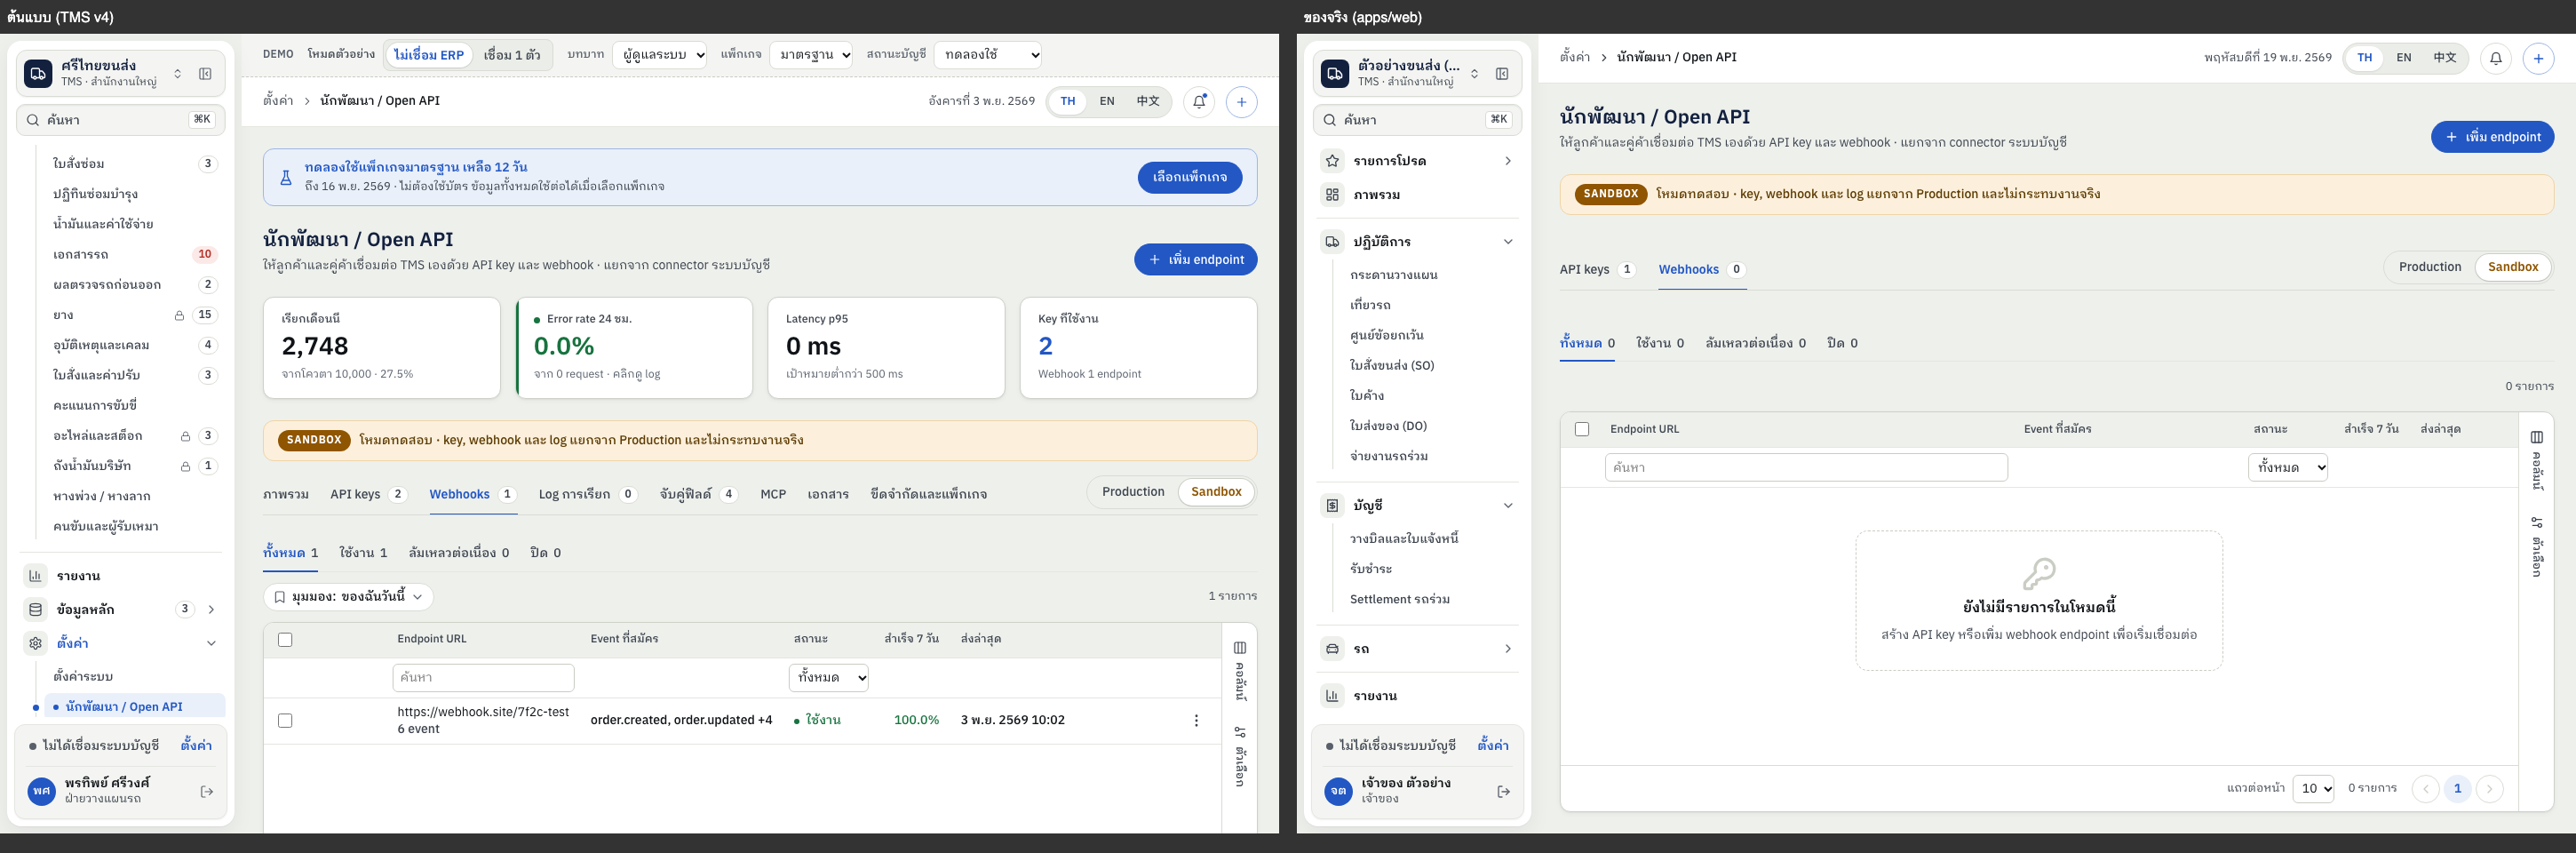 ต้นแบบ (TMS v4)
ศรีไทยขนส่ง
TMS · สำนักงานใหญ่
ค้นหา
⌘K
ใบสั่งซ่อม 3
ปฏิทินซ่อมบำรุง
น้ำมันและค่าใช้จ่าย
เอกสารรถ 10
ผลตรวจรถก่อนออก 2
ยาง 15
อุบัติเหตุและเคลม 4
ใบสั่งและค่าปรับ 3
คะแนนการขับขี่
อะไหล่และสต็อก 3
ถังน้ำมันบริษัท 1
หางพ่วง / หางลาก
คนขับและผู้รับเหมา
รายงาน
ข้อมูลหลัก 3
ตั้งค่า
ตั้งค่าระบบ
นักพัฒนา / Open API
ไม่ได้เชื่อมระบบบัญชี ตั้งค่า
พศ
พรทิพย์ ศรีวงศ์
ฝ่ายวางแผนรถ
DEMO โหมดตัวอย่าง ไม่เชื่อม ERP เชื่อม 1 ตัว บทบาท ผู้ดูแลระบบ แพ็กเกจ มาตรฐาน สถานะบัญชี ทดลองใช้
ตั้งค่า นักพัฒนา / Open API
อังคารที่ 3 พ.ย. 2569 TH EN 中文
ทดลองใช้แพ็กเกจมาตรฐาน เหลือ 12 วัน
ถึง 16 พ.ย. 2569 · ไม่ต้องใช้บัตร ข้อมูลทั้งหมดใช้ต่อได้เมื่อเลือกแพ็กเกจ
เลือกแพ็กเกจ
นักพัฒนา / Open API
ให้ลูกค้าและคู่ค้าเชื่อมต่อ TMS เองด้วย API key และ webhook · แยกจาก connector ระบบบัญชี
เพิ่ม endpoint
เรียกเดือนนี้
2,748
จากโควตา 10,000 · 27.5%
Error rate 24 ชม.
0.0%
จาก 0 request · คลิกดู log
Latency p95
0 ms
เป้าหมายต่ำกว่า 500 ms
Key ที่ใช้งาน
2
Webhook 1 endpoint
SANDBOX โหมดทดสอบ · key, webhook และ log แยกจาก Production และไม่กระทบงานจริง
ภาพรวม API keys 2 Webhooks 1 Log การเรียก 0 จับคู่ฟิลด์ 4 MCP เอกสาร ขีดจำกัดและแพ็กเกจ
Production Sandbox
ทั้งหมด 1 ใช้งาน 1 ล้มเหลวต่อเนื่อง 0 ปิด 0
มุมมอง: ของฉันวันนี้
1 รายการ
Endpoint URL Event ที่สมัคร สถานะ สำเร็จ 7 วัน ส่งล่าสุด
ค้นหา ทั้งหมด
https://webhook.site/7f2c-test
6 event
order.created, order.updated +4 ใช้งาน 100.0% 3 พ.ย. 2569 10:02
คอลัมน์
ตัวเลือก
ของจริง (apps/web)
ตัวอย่างขนส่ง (...
TMS · สำนักงานใหญ่
ค้นหา
⌘K
รายการโปรด
ภาพรวม
ปฏิบัติการ
กระดานวางแผน
เที่ยวรถ
ศูนย์ข้อยกเว้น
ใบสั่งขนส่ง (SO)
ใบค้าง
ใบส่งของ (DO)
จ่ายงานรถร่วม
บัญชี
วางบิลและใบแจ้งหนี้
รับชำระ
Settlement รถร่วม
รถ
รายงาน
ไม่ได้เชื่อมระบบบัญชี ตั้งค่า
จต
เจ้าของ ตัวอย่าง
เจ้าของ
ตั้งค่า นักพัฒนา / Open API
พฤหัสบดีที่ 19 พ.ย. 2569 TH EN 中文
นักพัฒนา / Open API
ให้ลูกค้าและคู่ค้าเชื่อมต่อ TMS เองด้วย API key และ webhook · แยกจาก connector ระบบบัญชี
เพิ่ม endpoint
SANDBOX โหมดทดสอบ · key, webhook และ log แยกจาก Production และไม่กระทบงานจริง
API keys 1 Webhooks 0
Production Sandbox
ทั้งหมด 0 ใช้งาน 0 ล้มเหลวต่อเนื่อง 0 ปิด 0
0 รายการ
Endpoint URL Event ที่สมัคร สถานะ สำเร็จ 7 วัน ส่งล่าสุด
ค้นหา ทั้งหมด
ยังไม่มีรายการในโหมดนี้
สร้าง API key หรือเพิ่ม webhook endpoint เพื่อเริ่มเชื่อมต่อ
คอลัมน์
ตัวเลือก
แถวต่อหน้า 10 0 รายการ 1